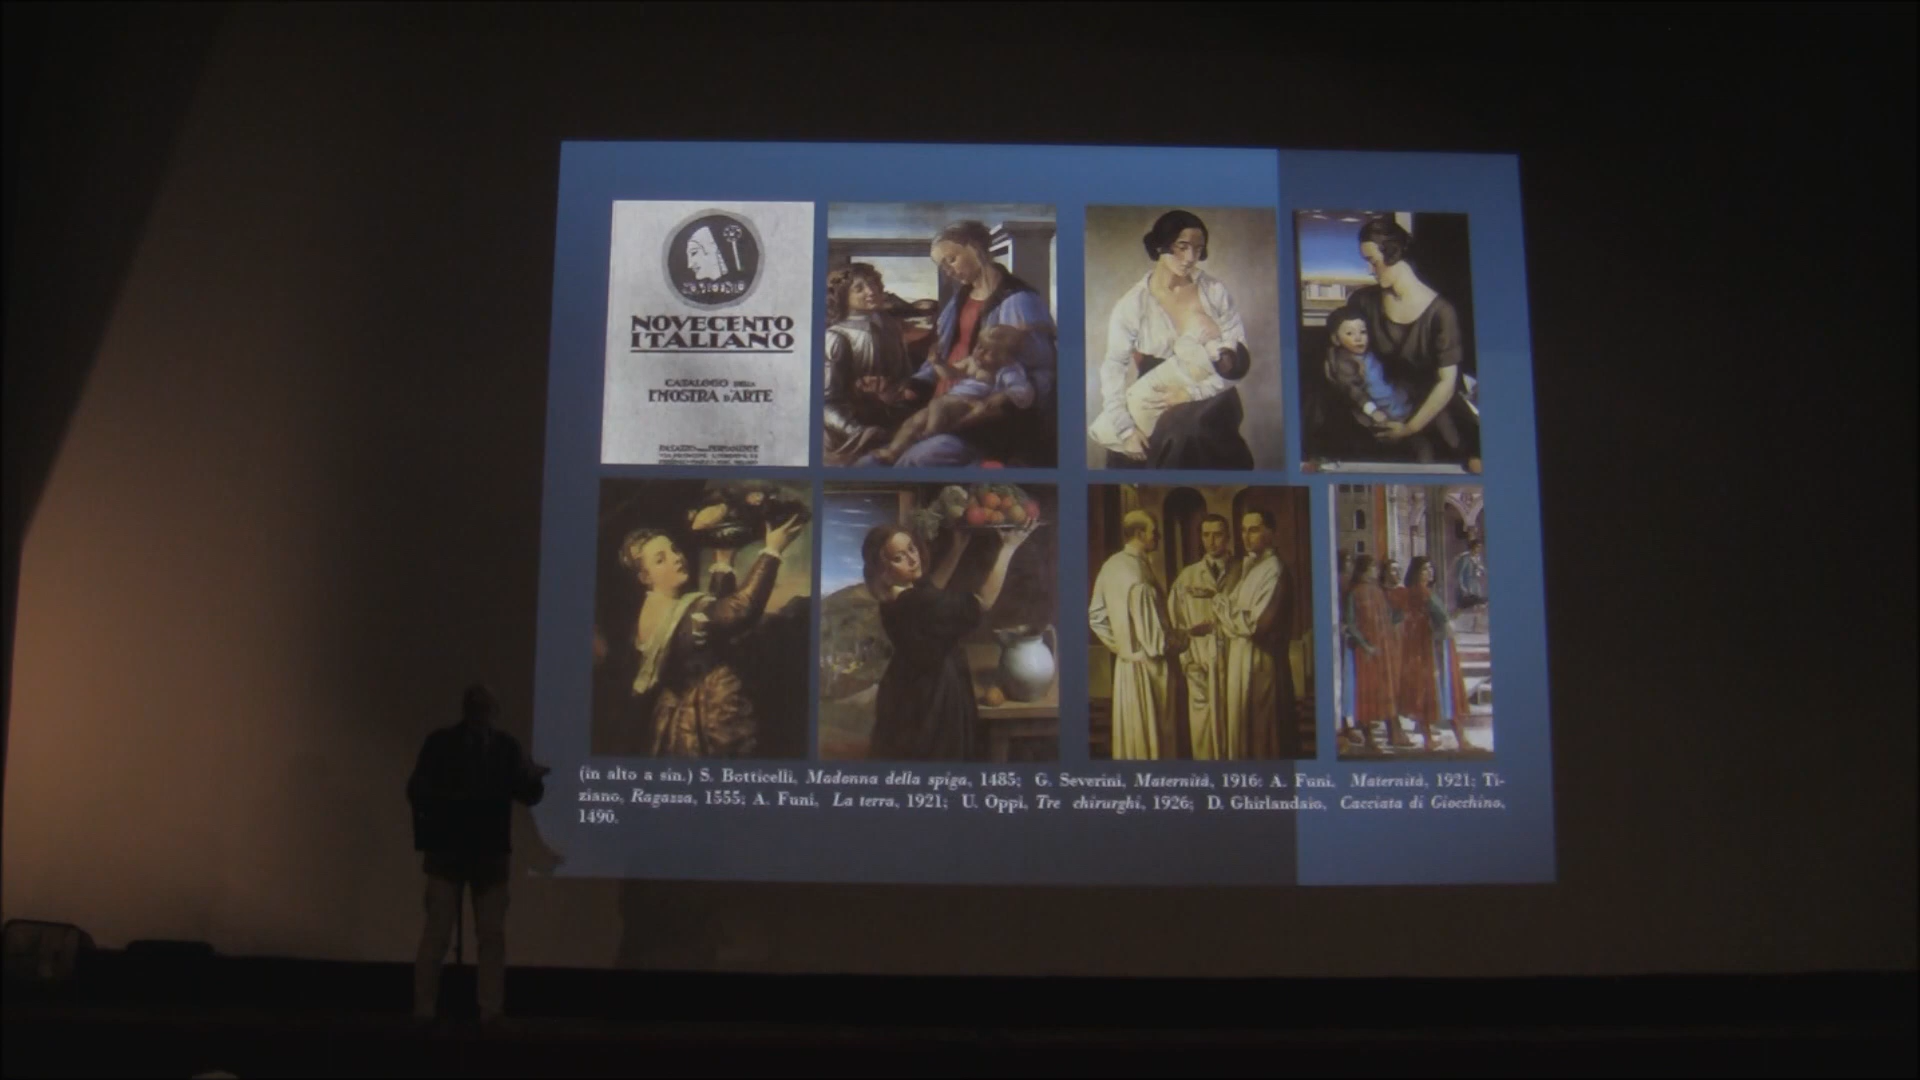 NOVECENTO
ITALIANO
CATALOGO DELLA
I MOSTRA D'ARTE
(in alto a sin.) S. Botticelli, Madonna della spiga, 1485; G. Severini, Maternità, 1916: A. Funi, Maternità, 1921; Ti-
ziano, Ragazza, 1555; A. Funi, La terra, 1921; U. Oppi, Tre chirurghi, 1926; D. Ghirlandaio, Cacciata di Giocchino,
1490.